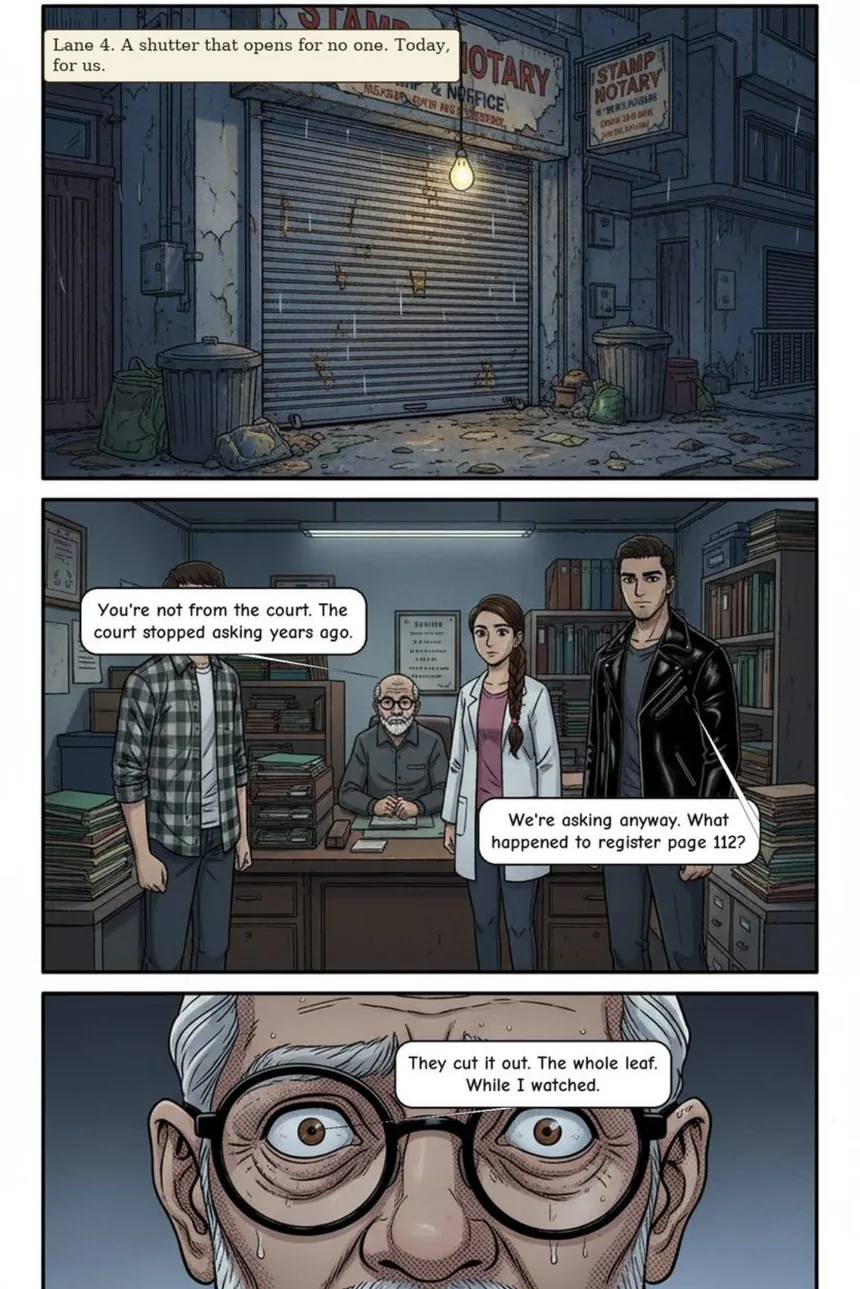 Lane 4. A shutter that opens for no one. Today,
for us.
STAMP
NOTARY
& NOFFICE
STAMP
NOTARY
You're not from the court. The
court stopped asking years ago.
We're asking anyway. What
happened to register page 112?
They cut it out. The whole leaf.
While I watched.